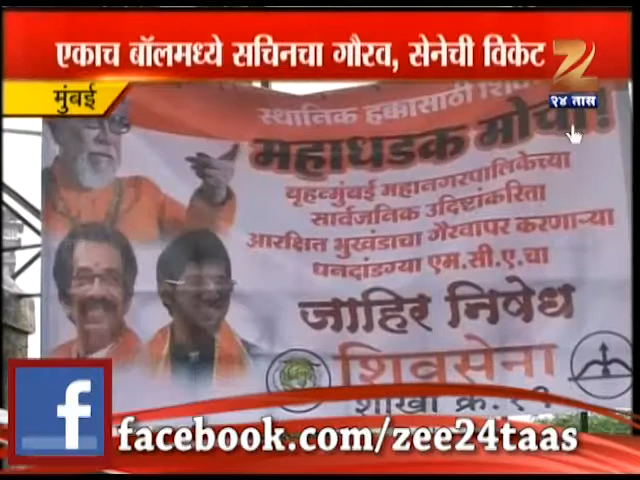 एकाच बॉलमध्ये सचिनचा गौरव, सेनेची विकेट
मुंबई
२४ तास
स्थानिक हक्कासाठी
महाधडक मोर्चा!
बृहन्मुंबई महानगरपालिकेच्या
सार्वजनिक उद्दिष्टांकरिता
आरक्षित भुखंडाचा गैरवापर करणाऱ्या
धनदांडग्या एम.सी.ए.चा
जाहिर निषेध
शिवसेना
शाखा क्र.
facebook.com/zee24taas